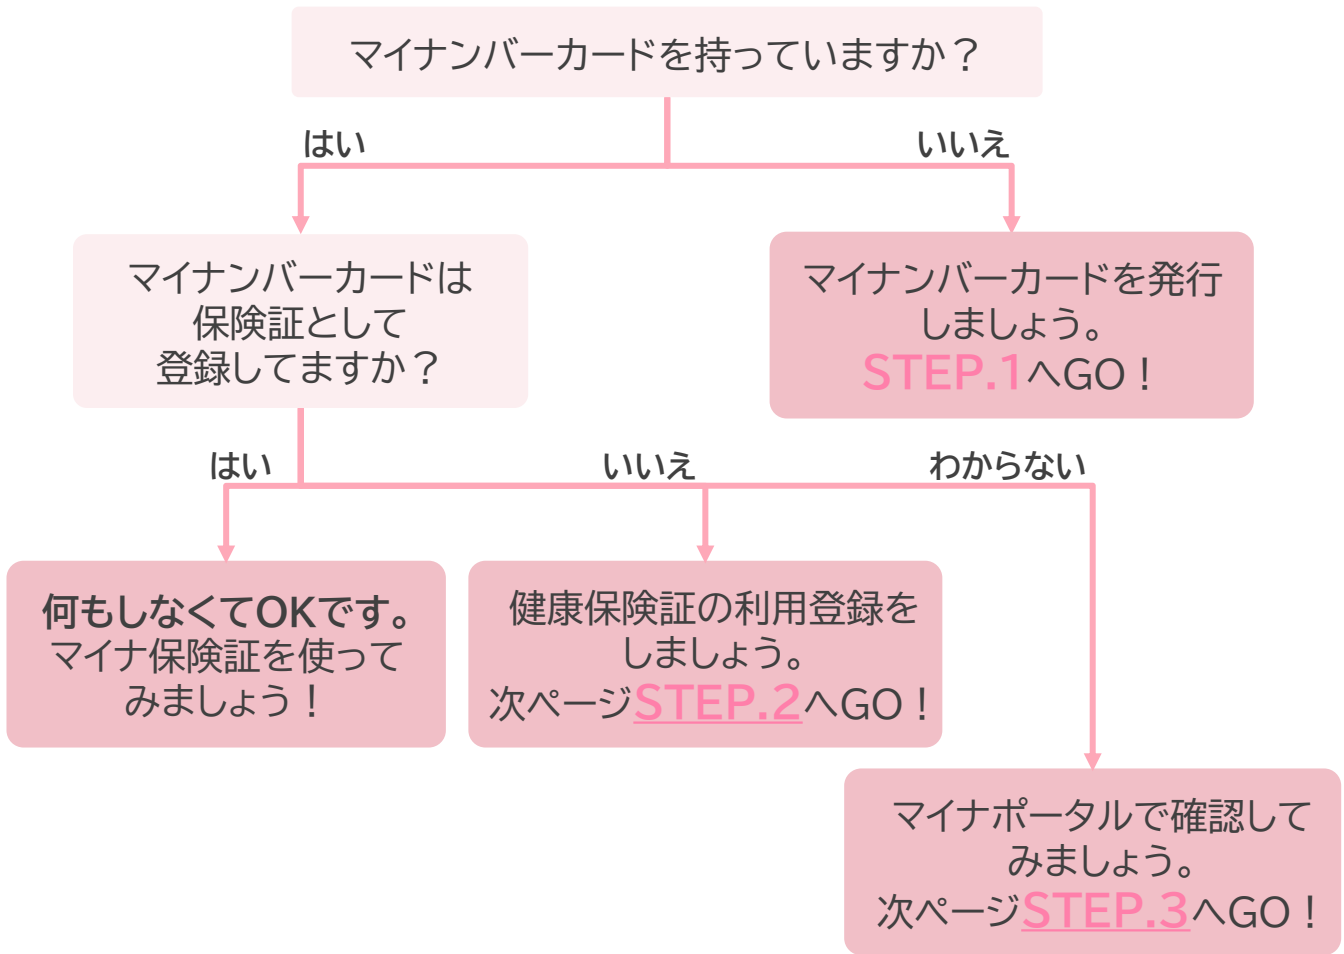 マイナンバーカードを持っていますか？
はい
いいえ
マイナンバーカードは
保険証として
登録してますか？
マイナンバーカードを発行
しましょう。
STEP.1へGO！
はい
いいえ
わからない
何もしなくてOKです。
マイナ保険証を使って
みましょう！
健康保険証の利用登録を
しましょう。
次ページSTEP.2へGO！
マイナポータルで確認して
みましょう。
次ページSTEP.3へGO！